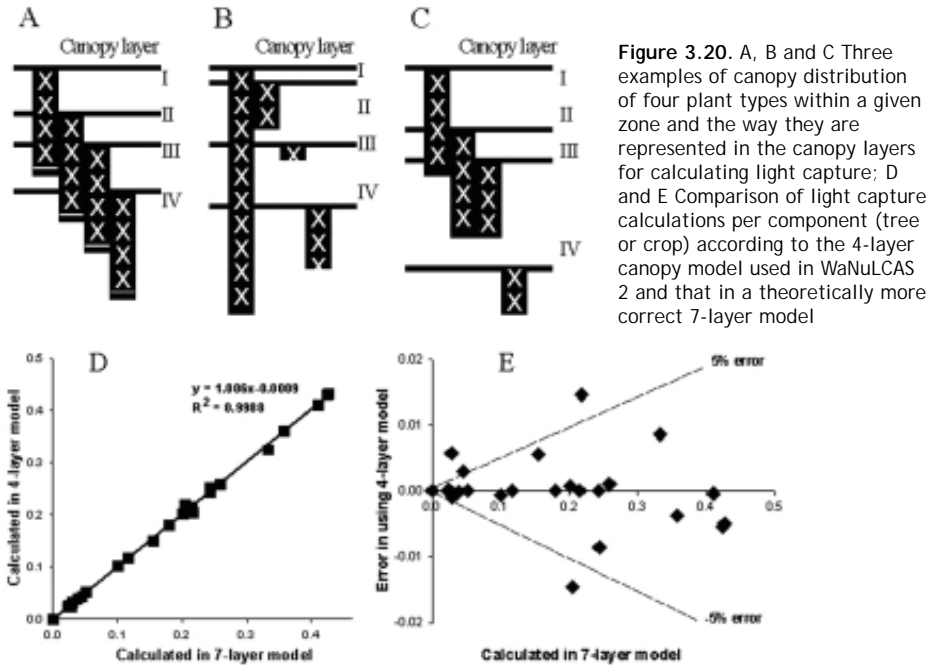 A
B
C
Canopy layer
Canopy layer
Canopy layer
I
II
III
IV
I
II
III
IV
I
II
III
IV
X X X X
X X X X
X X X X
X X X X
X X X X X X X X X X
X X
X
X X
X X X X
X X X
X X X
X X
Figure 3.20. A, B and C Three
examples of canopy distribution
of four plant types within a given
zone and the way they are
represented in the canopy layers
for calculating light capture; D
and E Comparison of light capture
calculations per component (tree
or crop) according to the 4-layer
canopy model used in WaNuLCAS
2 and that in a theoretically more
correct 7-layer model
D
y = 1.006x-0.0009
R2 = 0.9988
Calculated in 4-layer model
0.5
0.4
0.3
0.2
0.1
0.0
0.0 0.1 0.2 0.3 0.4
Calculated in 7-layer model
E
5% error
-5% error
Error in using 4-layer model
0.02
0.01
0.00
-0.01
-0.02
0.0 0.1 0.2 0.3 0.4 0.5
Calculated in 7-layer model